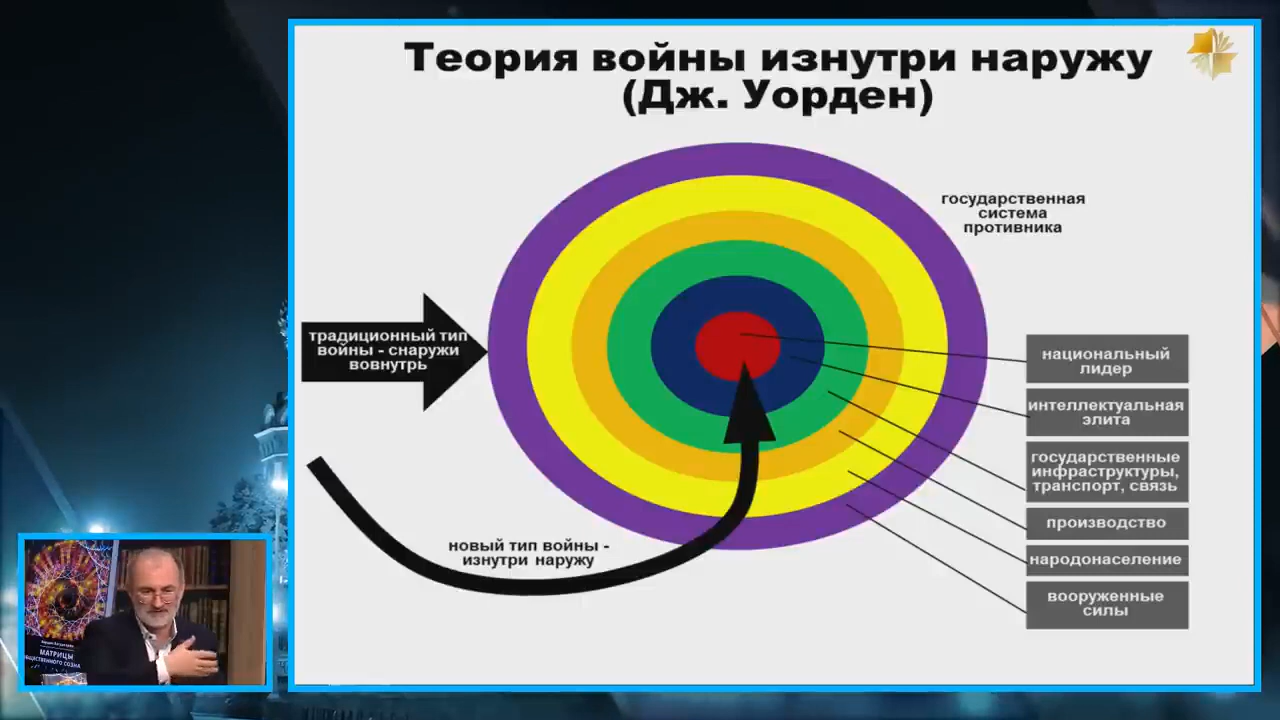 Теория войны изнутри наружу
(Дж. Уорден)
государственная
система
противника
традиционный тип
войны - снаружи
вовнутрь
национальный
лидер
интеллектуальная
элита
государственные
инфраструктуры,
транспорт, связь
производство
народонаселение
вооруженные
силы
новый тип войны -
изнутри наружу
МАТРИЦЫ